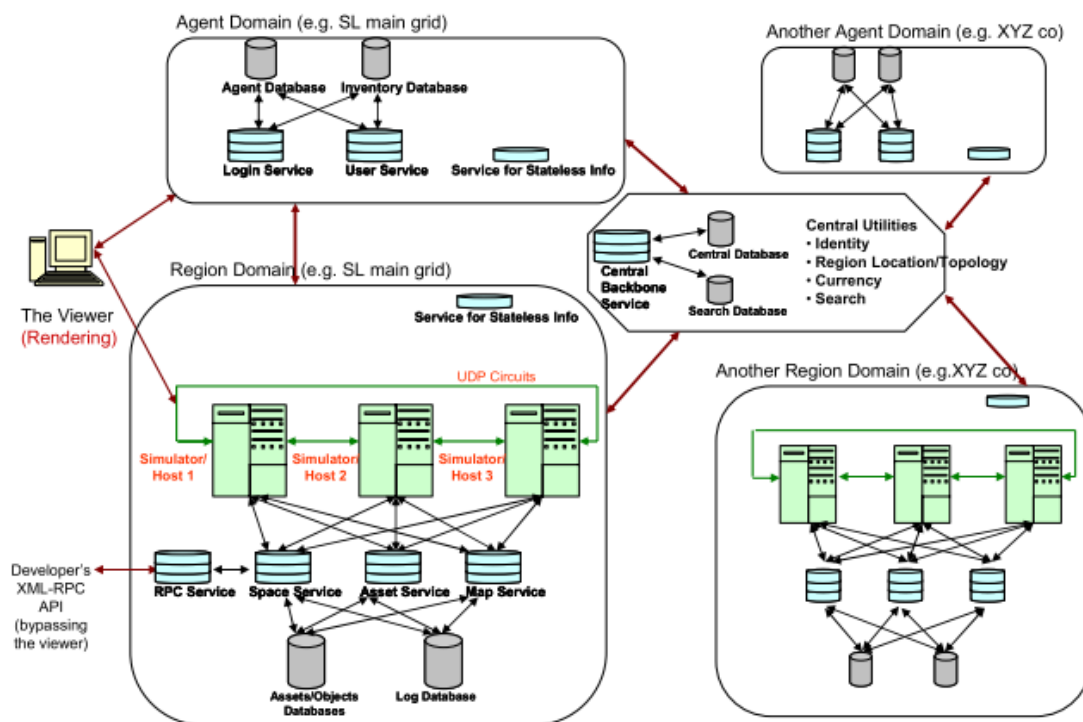 Agent Domain (e.g. SL main grid)
Agent Database
Inventory Database
Login Service
User Service
Service for Stateless Info
Another Agent Domain (e.g. XYZ co)
The Viewer
(Rendering)
Central
Backbone
Service
Central Database
Search Database
Central Utilities
• Identity
• Region Location/Topology
• Currency
• Search
Region Domain (e.g. SL main grid)
Service for Stateless Info
UDP Circuits
Simulator/
Host 1
Simulator/
Host 2
Simulator/
Host 3
Developer's
XML-RPC
API
(bypassing
the viewer)
RPC Service
Space Service
Asset Service
Map Service
Assets/Objects
Databases
Log Database
Another Region Domain (e.g.XYZ co)